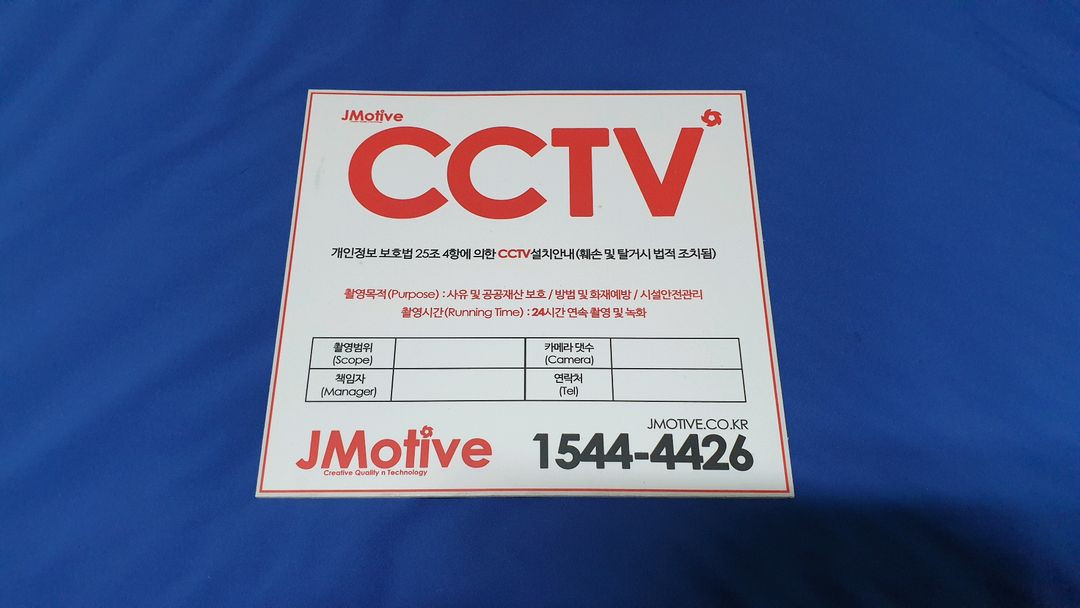 JMotive
CCTV
개인정보 보호법 25조 4항에 의한 CCTV설치안내(훼손 및 탈거시 법적 조치됨)
촬영목적(Purpose) : 사유 및 공공재산 보호 / 방범 및 화재예방 / 시설안전관리
촬영시간(Running Time) : 24시간 연속 촬영 및 녹화
촬영범위 카메라 댓수
(Scope) (Camera)
책임자 연락처
(Manager) (Tel)
JMOTIVE.CO.KR
JMotive 1544-4426
Creative Quality n Technology